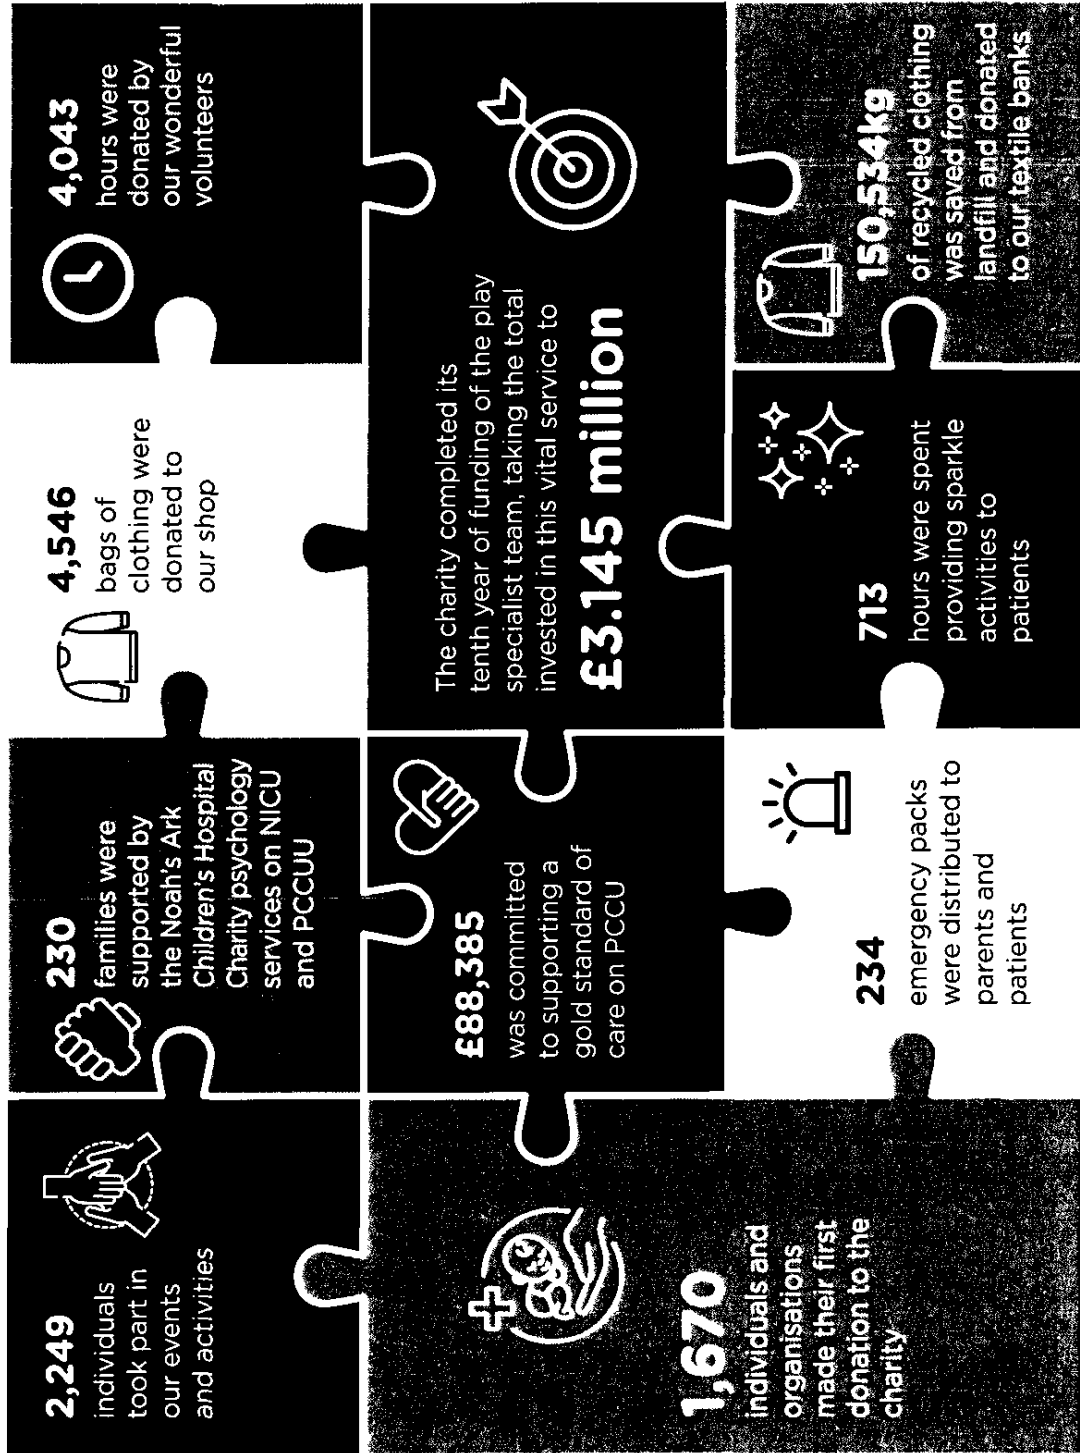 2,249
individuals
took part in
our events
and activities
230
families were
supported by
the Noah's Ark
Children's Hospital
Charity psychology
services on NICU
and PCCUU
4,546
bags of
clothing were
donated to
our shop
4,043
hours were
donated by
our wonderful
volunteers
1,670
individuals and
organisations
made their first
donation to the
charity
£88,385
was committed
to supporting a
gold standard of
care on PCCU
The charity completed its
tenth year of funding of the play
specialist team, taking the total
invested in this vital service to
£3.145 million
234
emergency packs
were distributed to
parents and
patients
713
hours were spent
providing sparkle
activities to
patients
150,534kg
of recycled clothing
was saved from
landfill and donated
to our textile banks